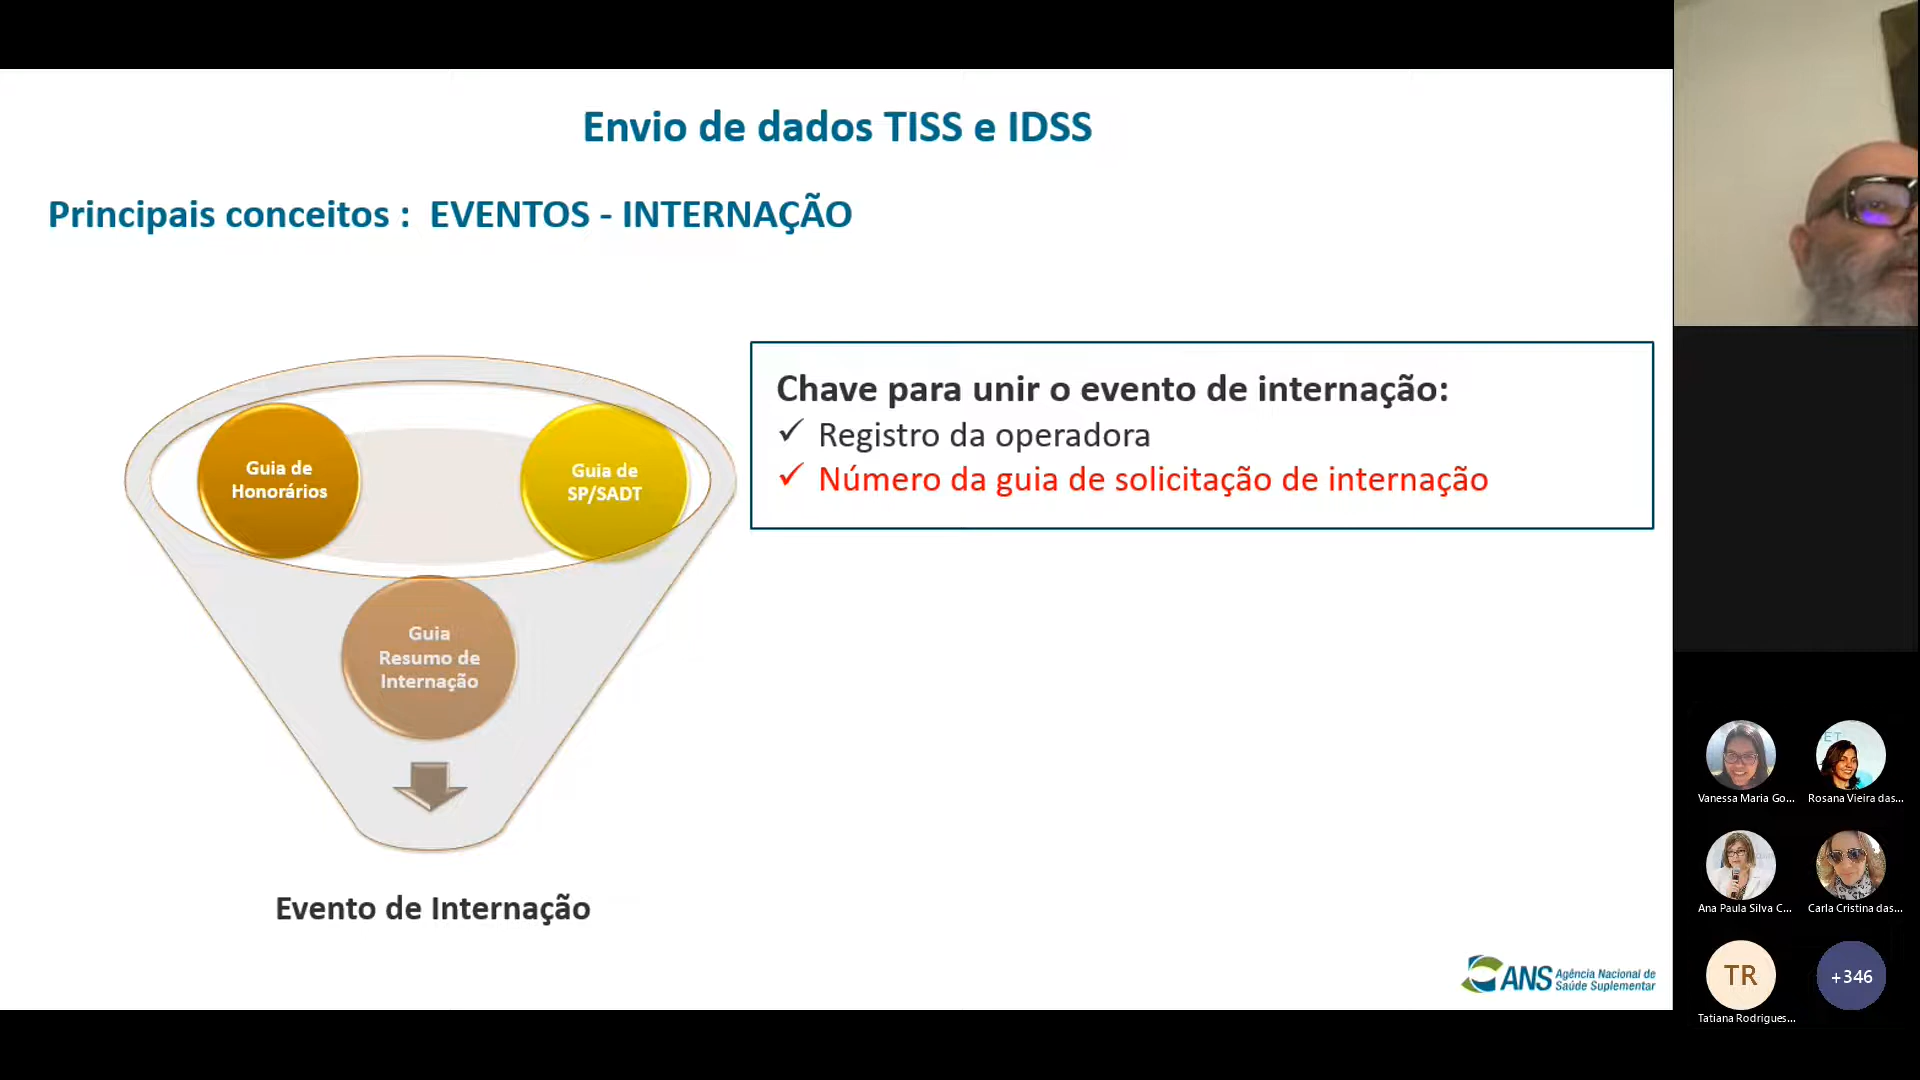 Envio de dados TISS e IDSS
Principais conceitos : EVENTOS - INTERNAÇÃO
Guia de
Honorários
Guia de
SP/SADT
Guia
Resumo de
Internação
Evento de Internação
Chave para unir o evento de internação:
✓ Registro da operadora
✓ Número da guia de solicitação de internação
ANS Agência Nacional de
Saúde Suplementar
ET
Vanessa Maria Go...
Rosana Vieira das...
Ana Paula Silva C...
Carla Cristina das...
TR
+346
Tatiana Rodrigues...